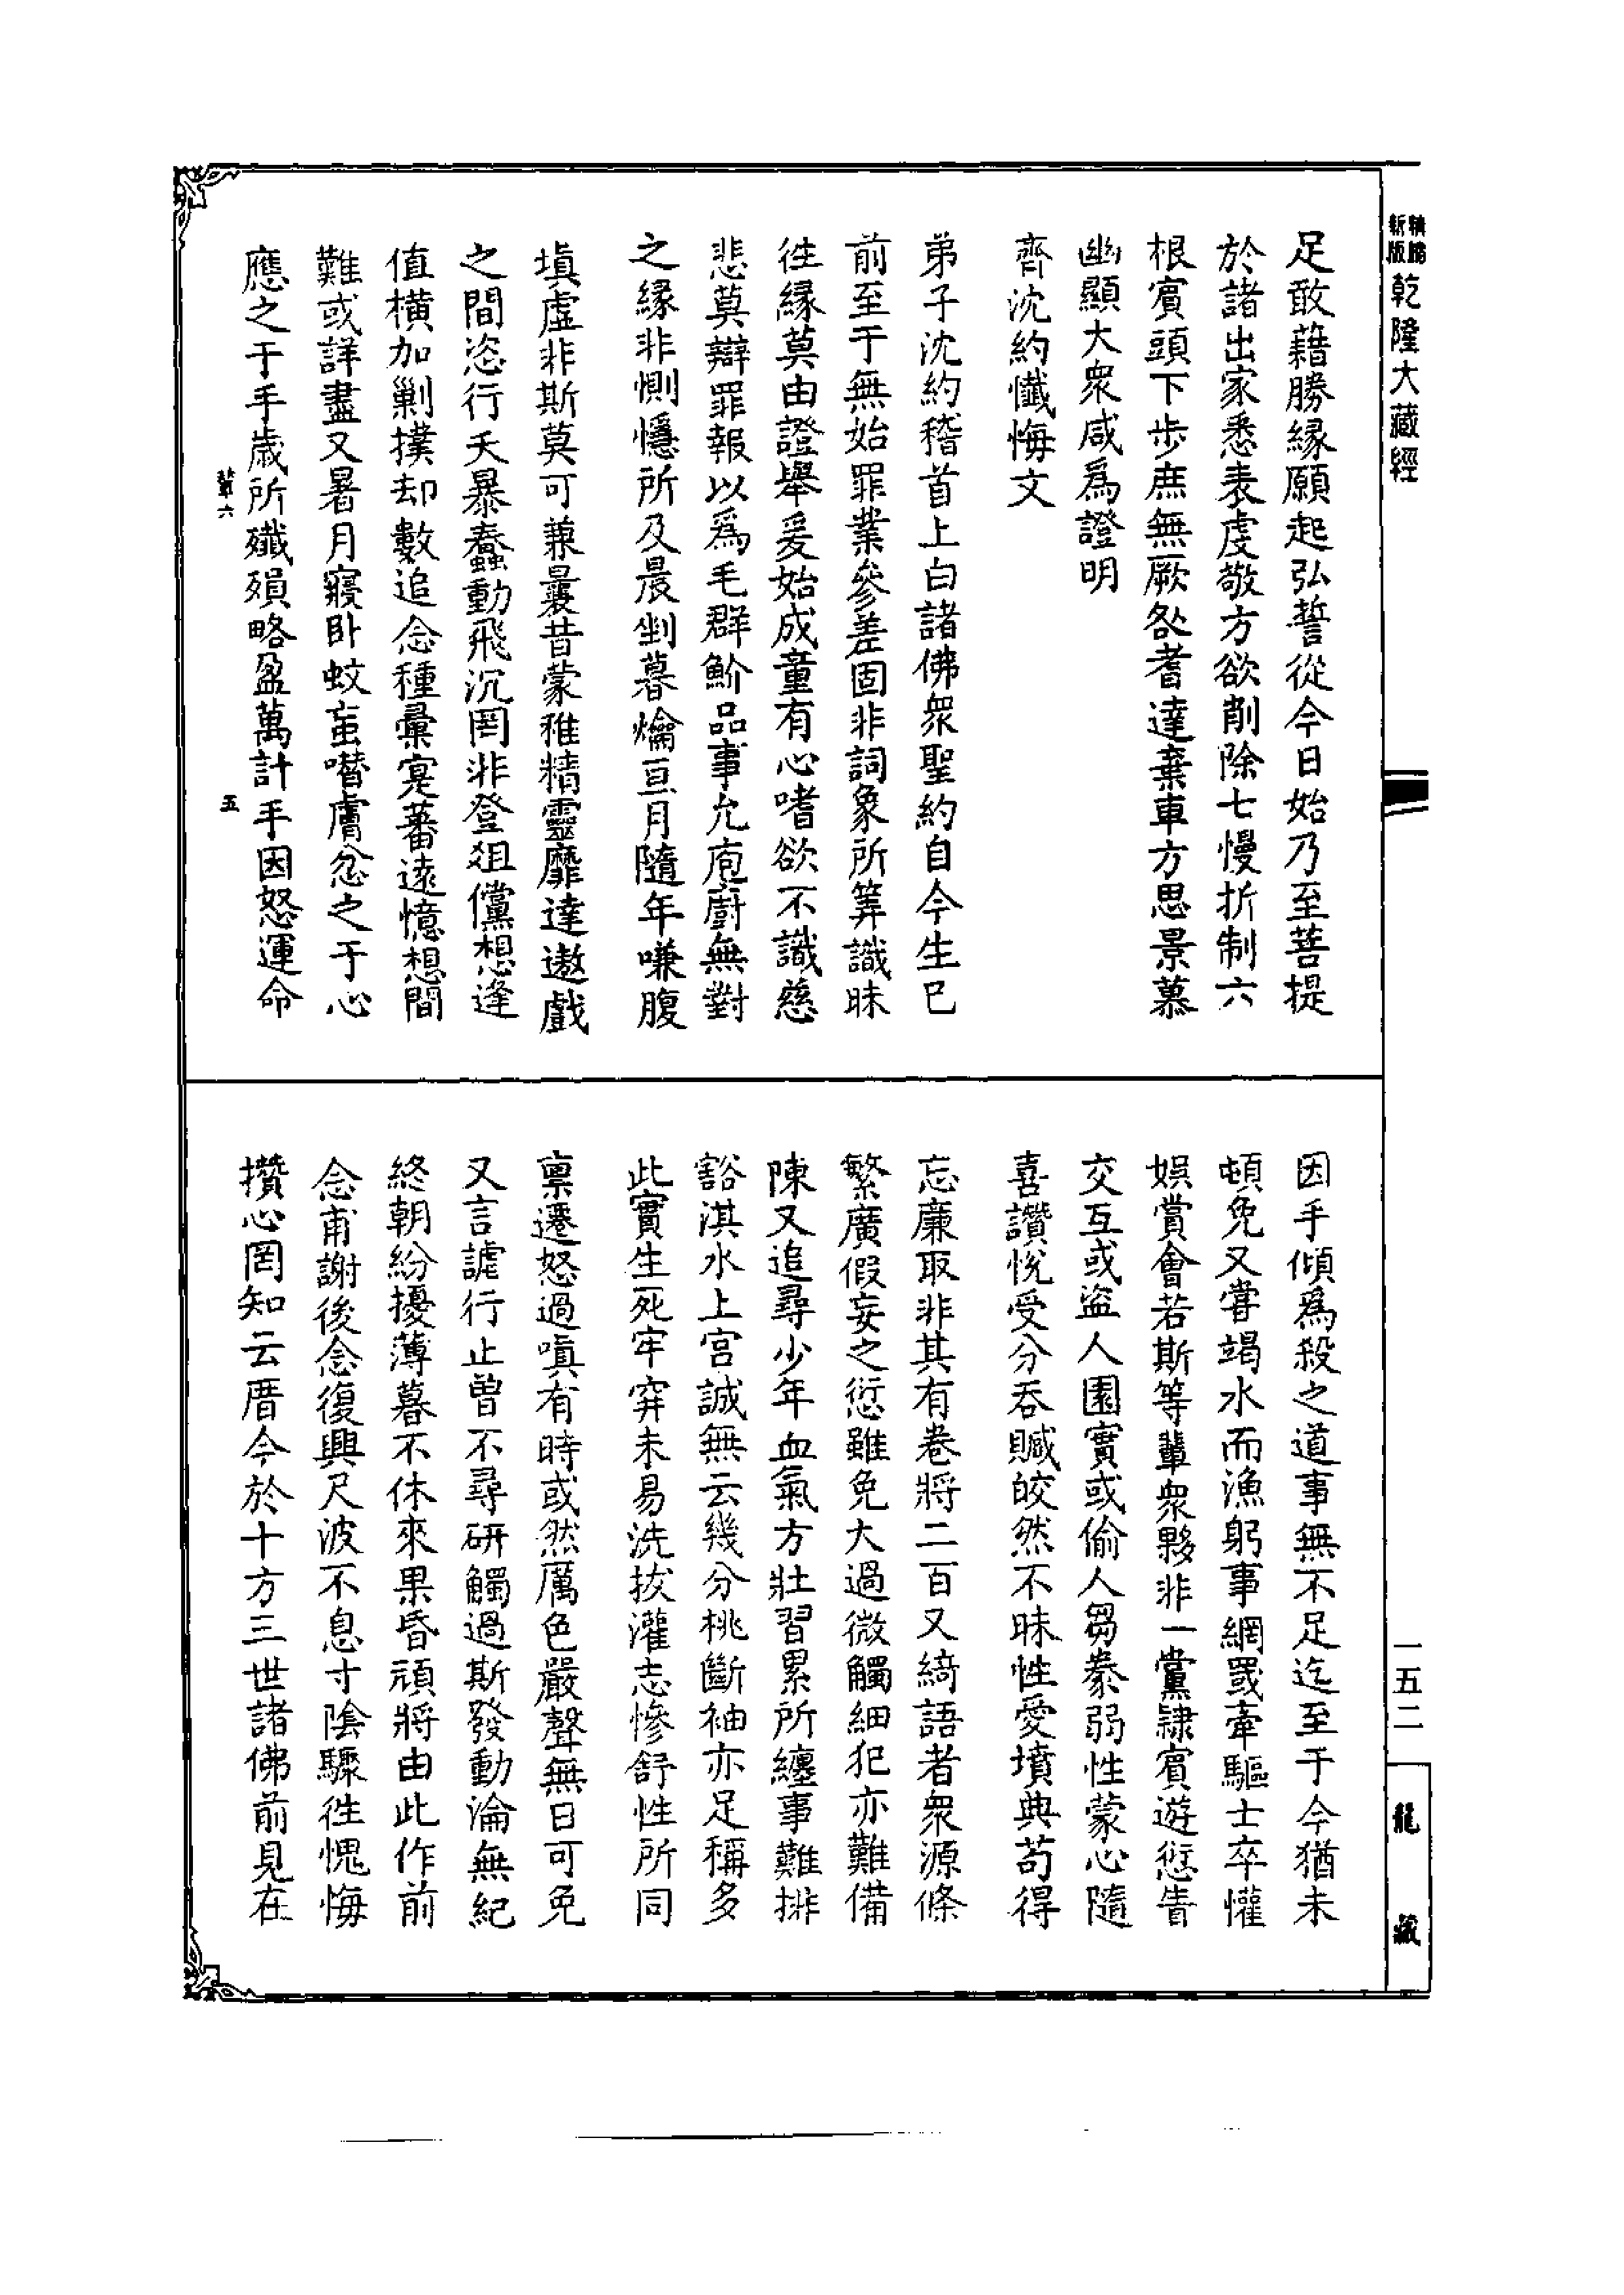 新版 精縮
乾隆大藏經
足敢藉勝縁願起弘誓從今日始乃至菩提
於諸出家悉表虔敬方欲削除七慢折制六
根賓頭下步庶無厥咎耆達棄車方思景慕
幽顯大衆咸爲證明
齊沈約懺悔文
弟子沈約稽首上白諸佛衆聖約自今生已
前至于無始罪業參差固非詞象所筭識昧
徃縁莫由證舉爰始成童有心嗜欲不識慈
悲莫辯罪報以爲毛群魪品事允庖廚無對
之縁非惻隱所及晨剉暮爚亘月隨年嗛腹
填虛非斯莫可兼曩昔蒙稚精靈靡達遨戲
之間恣行夭暴蠢動飛沉罔非登俎儻想逢
值橫加剿撲却數追念種彙寔蕃遠憶想間
難或詳盡又暑月寢卧蚊䖟噆膚忿之于心
應之于手歲所殲殞略盈萬計手因怒運命
輦六
五
因手傾爲殺之道事無不足迄至于今猶未
頓免又嘗竭水而漁躬事網罛牽驅士卒懽
娛賞會若斯等輩衆夥非一黨隷賓遊愆眚
交互或盜人園實或偷人芻豢弱性蒙心隨
喜讚悅受分吞贓皎然不昧性愛墳典苟得
忘廉取非其有卷將二百又綺語者衆源條
繁廣假妄之愆雖免大過微觸細犯亦難備
陳又追尋少年血氣方壯習累所纏事難排
豁淇水上宮誠無云幾分桃斷袖亦足稱多
此實生死牢穽未易洗拔灌志慘舒性所同
禀遷怒過嗔有時或然厲色嚴聲無日可免
又言謔行止曾不尋研觸過斯發動淪無紀
終朝紛擾薄暮不休來果昏頑將由此作前
念甫謝後念復興尺波不息寸陰驟徃愧悔
攢心罔知云厝今於十方三世諸佛前見在
一五二
龍
藏